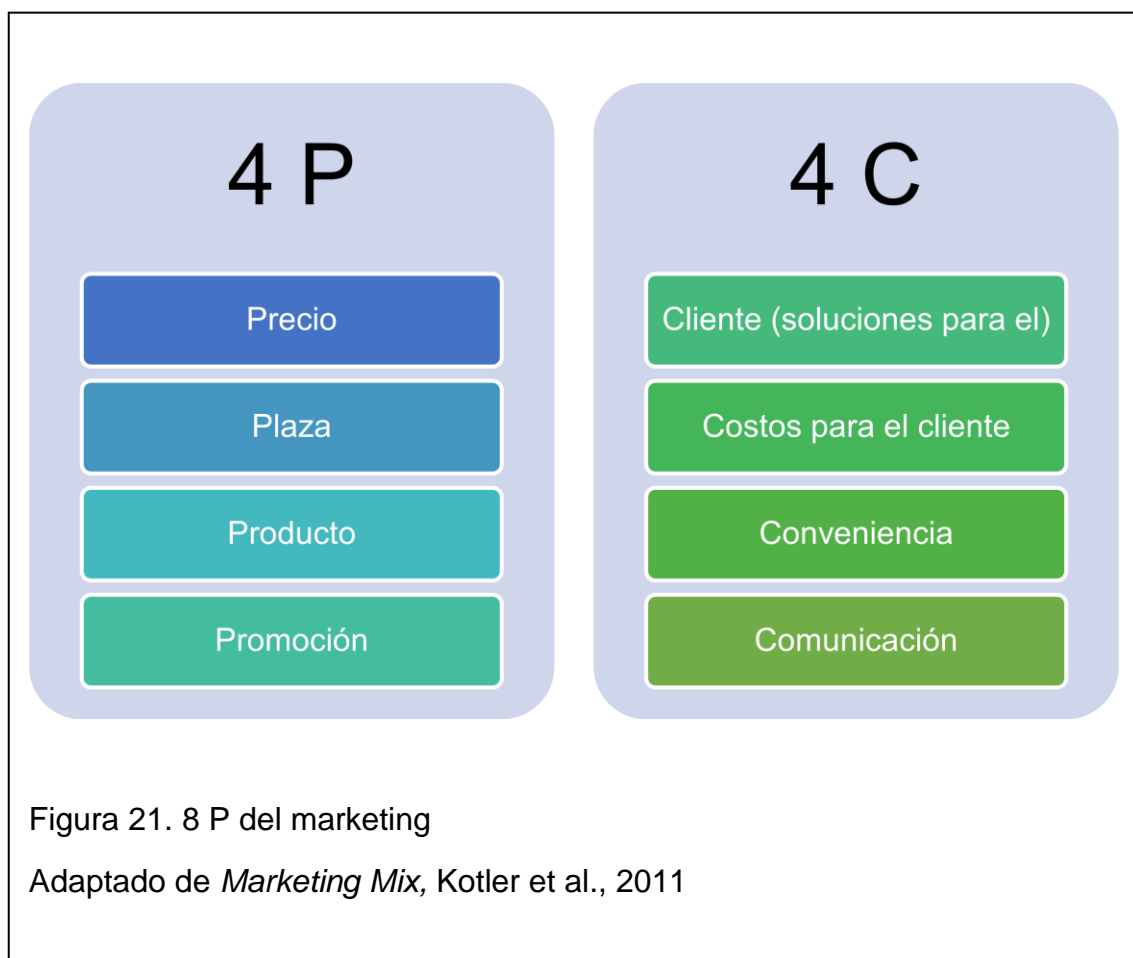 4 P
Precio
Plaza
Producto
Promoción
4 C
Cliente (soluciones para el)
Costos para el cliente
Conveniencia
Comunicación
Figura 21. 8 P del marketing
Adaptado de Marketing Mix, Kotler et al., 2011